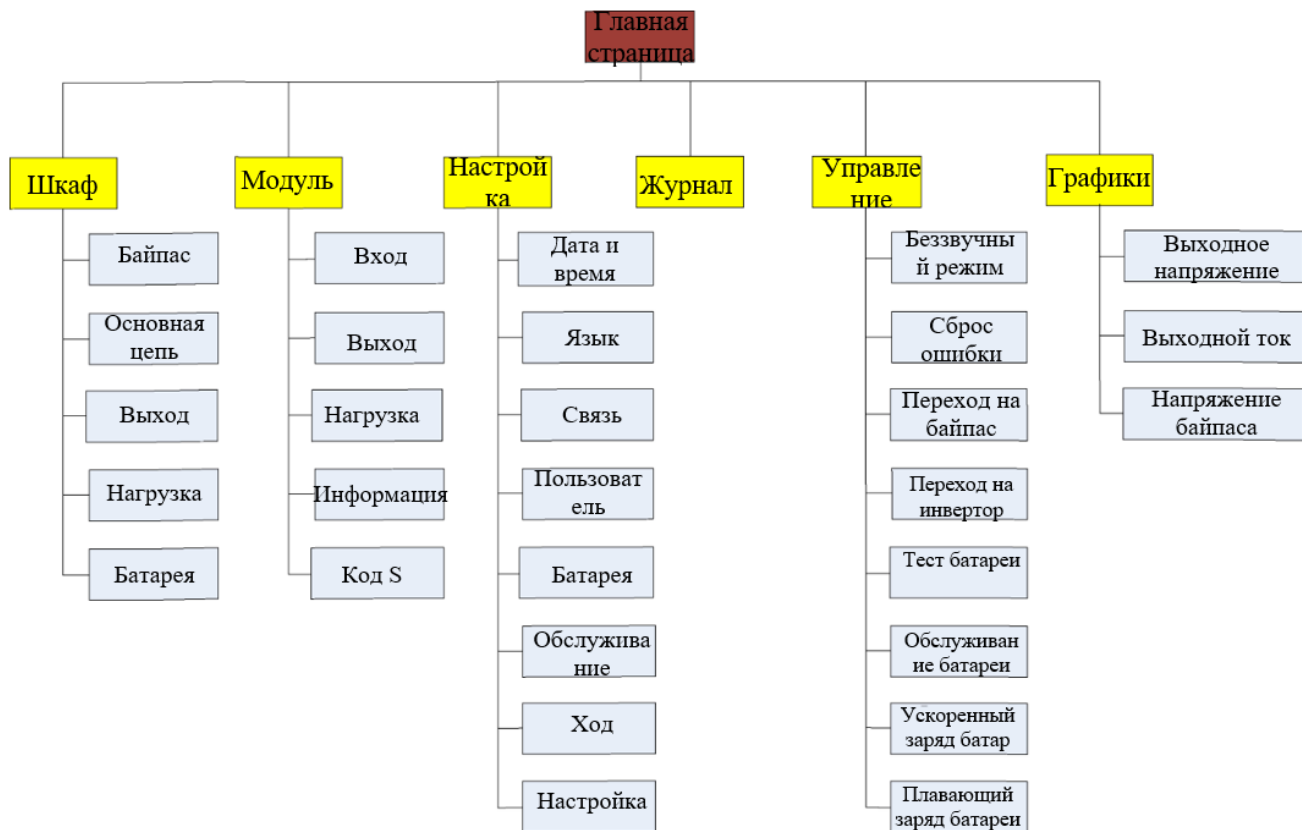 Главная
страница
Шкаф
Модуль
Настрой
ка
Журнал
Управле
ние
Графики
Байпас
Основная
цепь
Выход
Нагрузка
Батарея
Вход
Выход
Нагрузка
Информация
Код S
Дата и
время
Язык
Связь
Пользоват
ель
Батарея
Обслужива
ние
Ход
Настройка
Беззвучны
й режим
Сброс
ошибки
Переход на
байпас
Переход на
инвертор
Тест батареи
Обслуживан
ие батареи
Ускоренный
заряд батар
Плавающий
заряд батареи
Выходное
напряжение
Выходной ток
Напряжение
байпаса